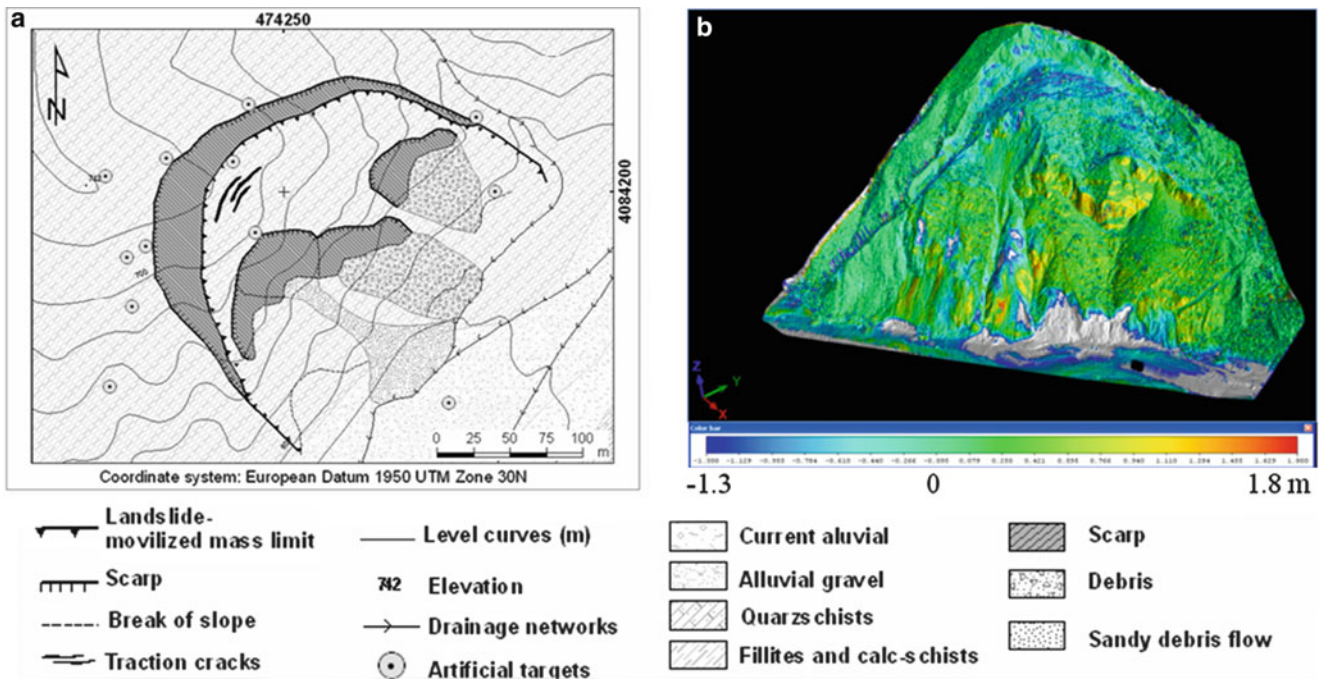 a
474250
4084200
N
742
700
0 25 50 75 100
m
Coordinate system: European Datum 1950 UTM Zone 30N
b
Z
Y
X
Color bar
-1.3
0
1.8 m
Landslide-
movilized mass limit
Scarp
Break of slope
Traction cracks
Level curves (m)
742 Elevation
Drainage networks
Artificial targets
Current aluvial
Alluvial gravel
Quarzschists
Fillites and calc-schists
Scarp
Debris
Sandy debris flow